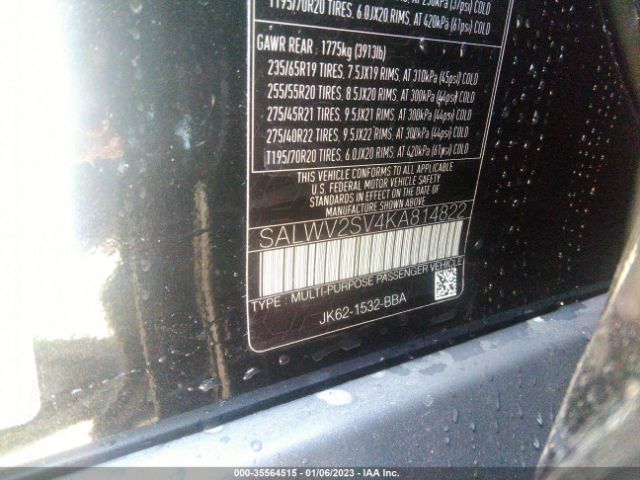 T195/70R20 TIRES, 6.0JX20 RIMS, AT 420kPa (61psi) COLD
GAWR REAR : 1775kg (3913lb)
235/65R19 TIRES, 7.5JX19 RIMS, AT 310kPa (45psi) COLD
255/55R20 TIRES, 8.5JX20 RIMS, AT 300kPa (44psi) COLD
275/45R21 TIRES, 9.5JX21 RIMS, AT 300kPa (44psi) COLD
275/40R22 TIRES, 9.5JX22 RIMS, AT 300kPa (44psi) COLD
T195/70R20 TIRES, 6.0JX20 RIMS, AT 420kPa (61psi) COLD
THIS VEHICLE CONFORMS TO ALL APPLICABLE
U.S. FEDERAL MOTOR VEHICLE SAFETY
STANDARDS IN EFFECT ON THE DATE OF
SALWV2SV4KA814822
TYPE : MULTI-PURPOSE PASSENGER VEHICLE
JK62-1532-BBA
000-35564515 | 01/06/2023 | IAA Inc.